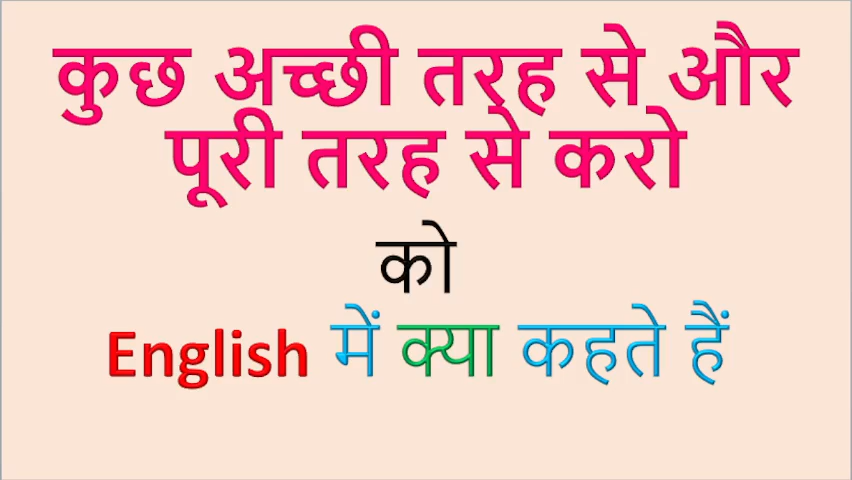 कुछ अच्छी तरह से और
पूरी तरह से करो
को
English में क्या कहते हैं